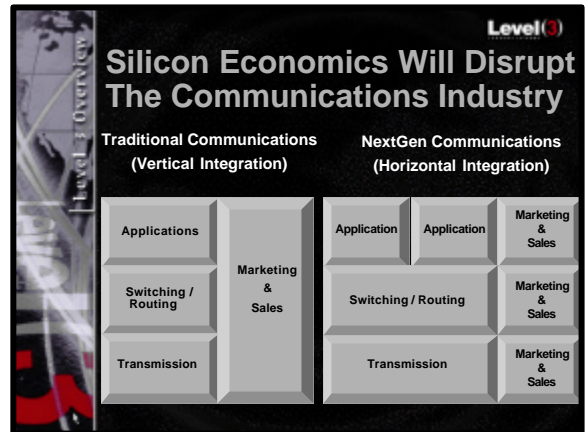 Level(3)
Level 3 Overview
Silicon Economics Will Disrupt
The Communications Industry
Traditional Communications
(Vertical Integration)
Applications
Switching /
Routing
Transmission
Marketing
&
Sales
NextGen Communications
(Horizontal Integration)
Application
Application
Marketing
&
Sales
Switching / Routing
Marketing
&
Sales
Transmission
Marketing
&
Sales